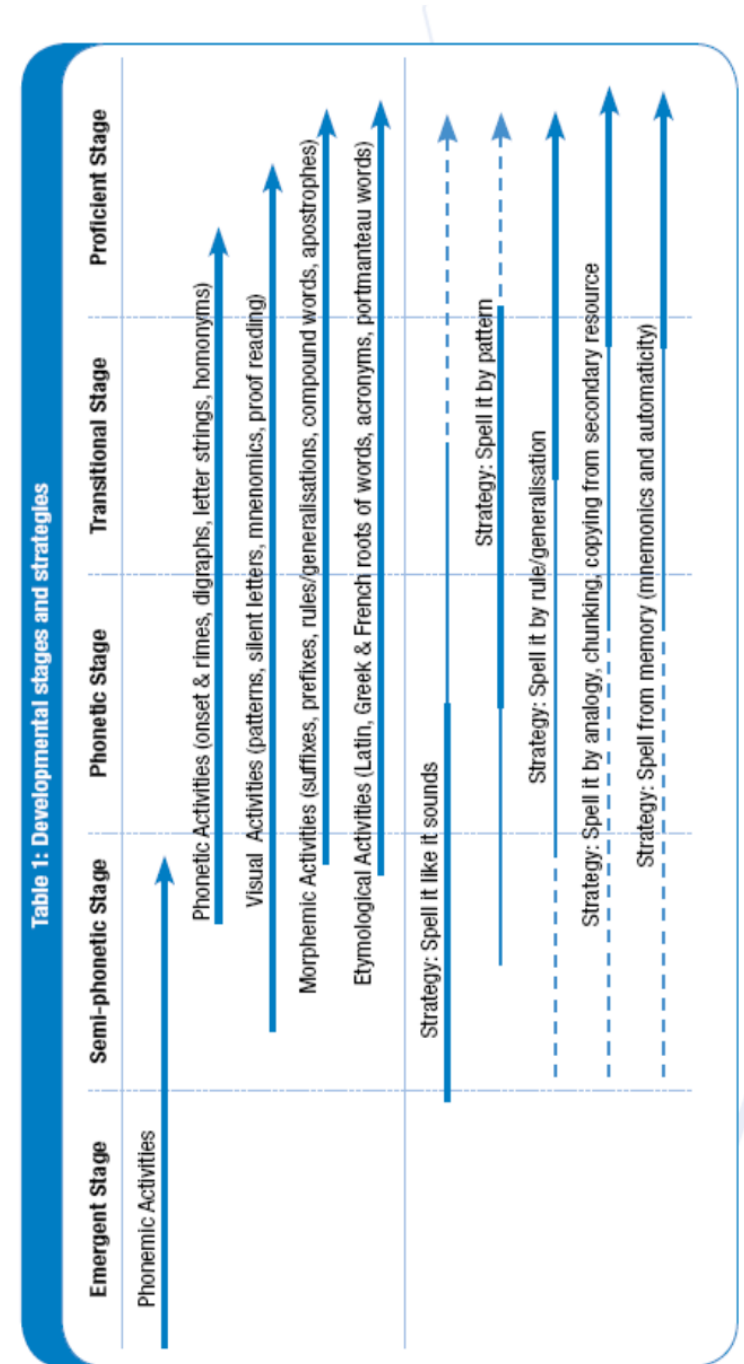 Table 1: Developmental stages and strategies
Emergent Stage
Semi-phonetic Stage
Phonetic Stage
Transitional Stage
Proficient Stage
Phonemic Activities
Phonetic Activities (onset & rimes, digraphs, letter strings, homonyms)
Visual Activities (patterns, silent letters, mnenomics, proof reading)
Morphemic Activities (suffixes, prefixes, rules/generalisations, compound words, apostrophes)
Etymological Activities (Latin, Greek & French roots of words, acronyms, portmanteau words)
Strategy: Spell it like it sounds
Strategy: Spell it by pattern
Strategy: Spell it by rule/generalisation
Strategy: Spell it by analogy, chunking, copying from secondary resource
Strategy: Spell from memory (mnemonics and automaticity)